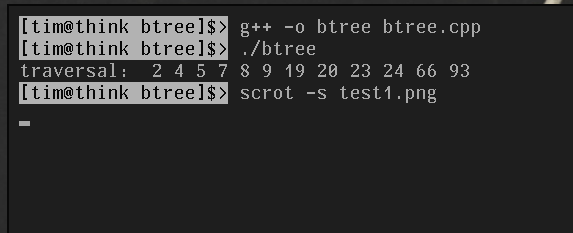 [tim@think btree]$> g++ -o btree btree.cpp
[tim@think btree]$> ./btree
traversal:  2 4 5 7 8 9 19 20 23 24 66 93
[tim@think btree]$> scrot -s test1.png